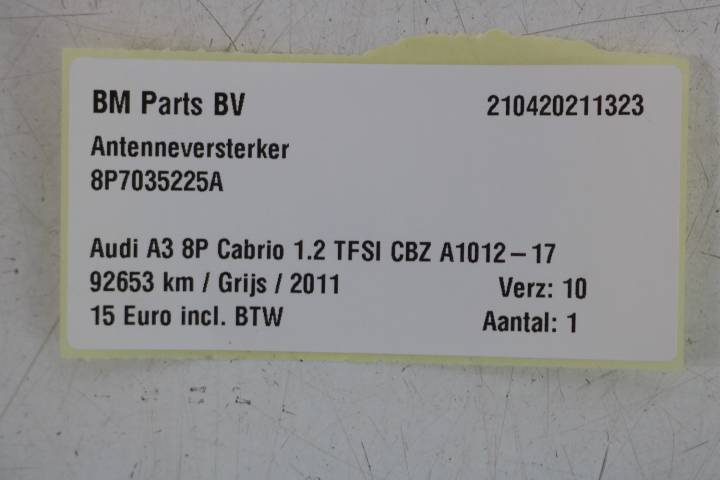 BM Parts BV 210420211323
Antenneversterker
8P7035225A
Audi A3 8P Cabrio 1.2 TFSI CBZ A1012-17
92653 km / Grijs / 2011 Verz: 10
15 Euro incl. BTW Aantal: 1